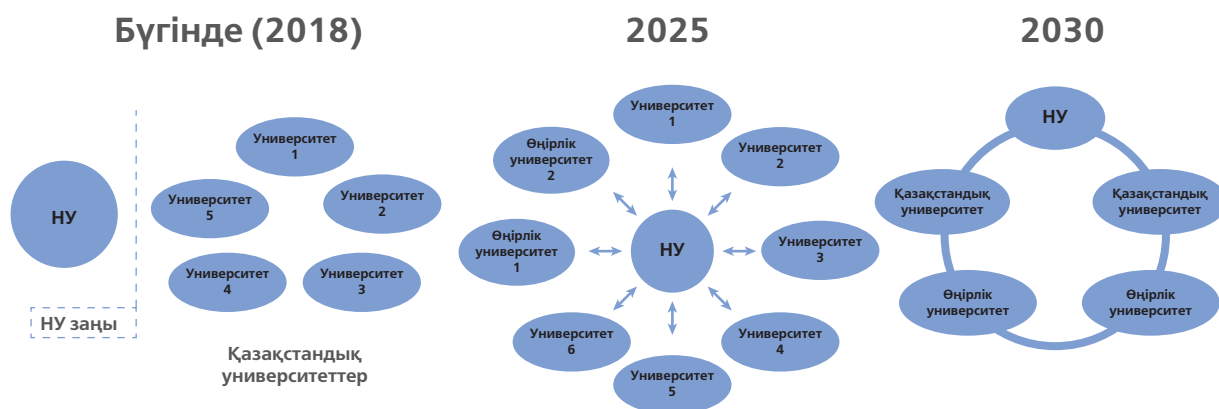 Бүгінде (2018)
НУ
НУ заңы
Университет
1
Университет
2
Университет
3
Университет
4
Университет
5
Қазақстандық
университеттер
2025
НУ
Университет
1
Университет
2
Университет
3
Университет
4
Университет
5
Университет
6
Өңірлік
университет
1
Өңірлік
университет
2
2030
НУ
Қазақстандық
университет
Қазақстандық
университет
Өңірлік
университет
Өңірлік
университет